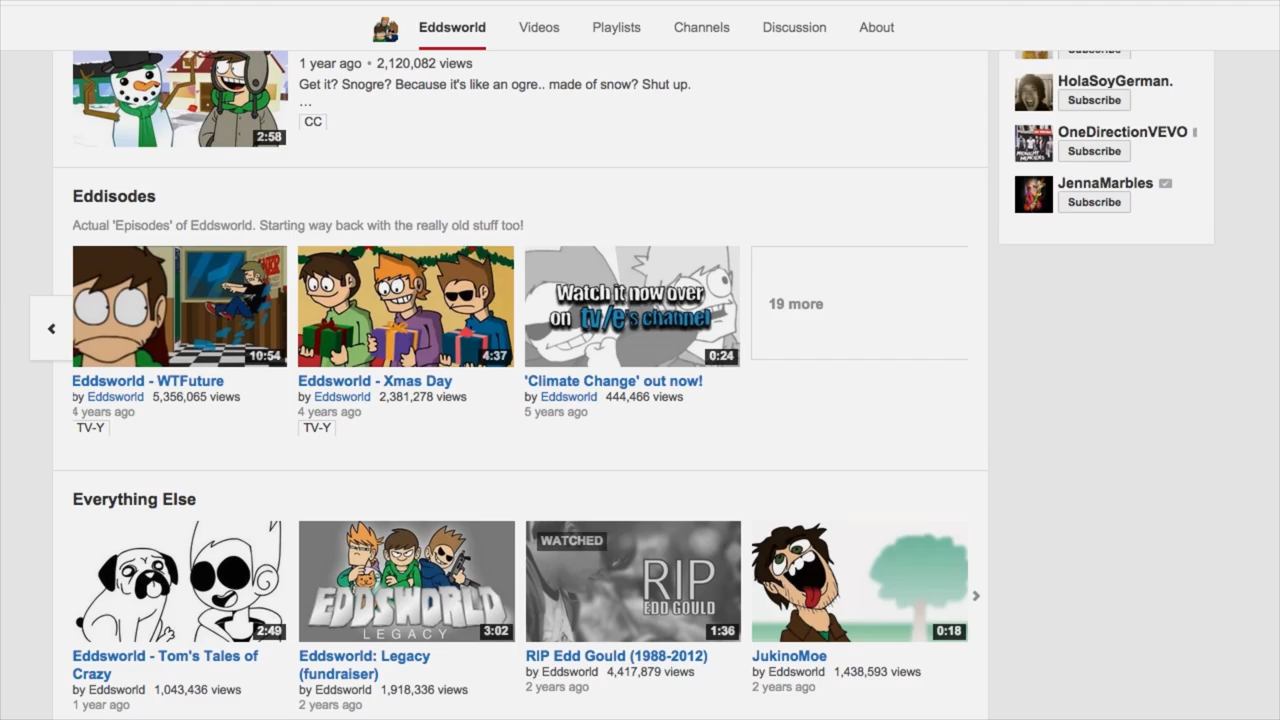 Eddsworld Videos Playlists Channels Discussion About
1 year ago • 2,120,082 views
Get it? Snogre? Because it's like an ogre.. made of snow? Shut up.
...
CC
2:58
Subscribe
HolaSoyGerman.
Subscribe
OneDirectionVEVO
Subscribe
JennaMarbles
Subscribe
Eddisodes
Actual 'Episodes' of Eddsworld. Starting way back with the really old stuff too!
10:54
Eddsworld - WTFuture
by Eddsworld 5,356,065 views
4 years ago
TV-Y
4:37
Eddsworld - Xmas Day
by Eddsworld 2,381,278 views
4 years ago
TV-Y
Watch it now over
on tv/e's channel
0:24
'Climate Change' out now!
by Eddsworld 444,466 views
5 years ago
19 more
Everything Else
2:49
Eddsworld - Tom's Tales of
Crazy
by Eddsworld 1,043,436 views
1 year ago
EDDSWORLD
LEGACY
3:02
Eddsworld: Legacy
(fundraiser)
by Eddsworld 1,918,336 views
2 years ago
WATCHED
RIP
EDD GOULD
1:36
RIP Edd Gould (1988-2012)
by Eddsworld 4,417,879 views
2 years ago
0:18
JukinoMoe
by Eddsworld 1,438,593 views
2 years ago